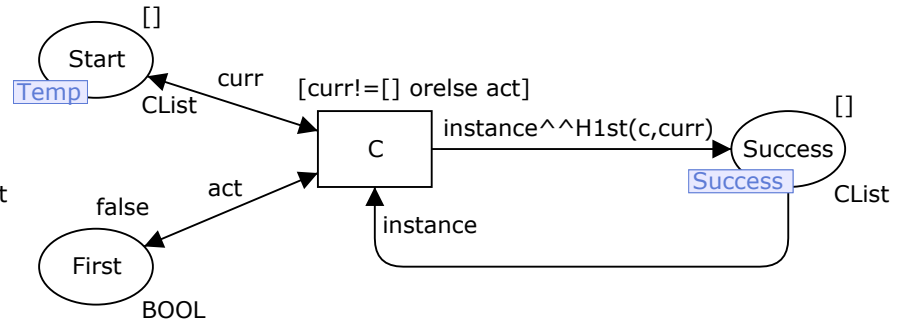 []
Start
Temp
curr
CList
[curr!=[] orelse act]
C
instance^^H1st(c,curr)
[]
Success
Success
CList
t
act
false
instance
First
BOOL